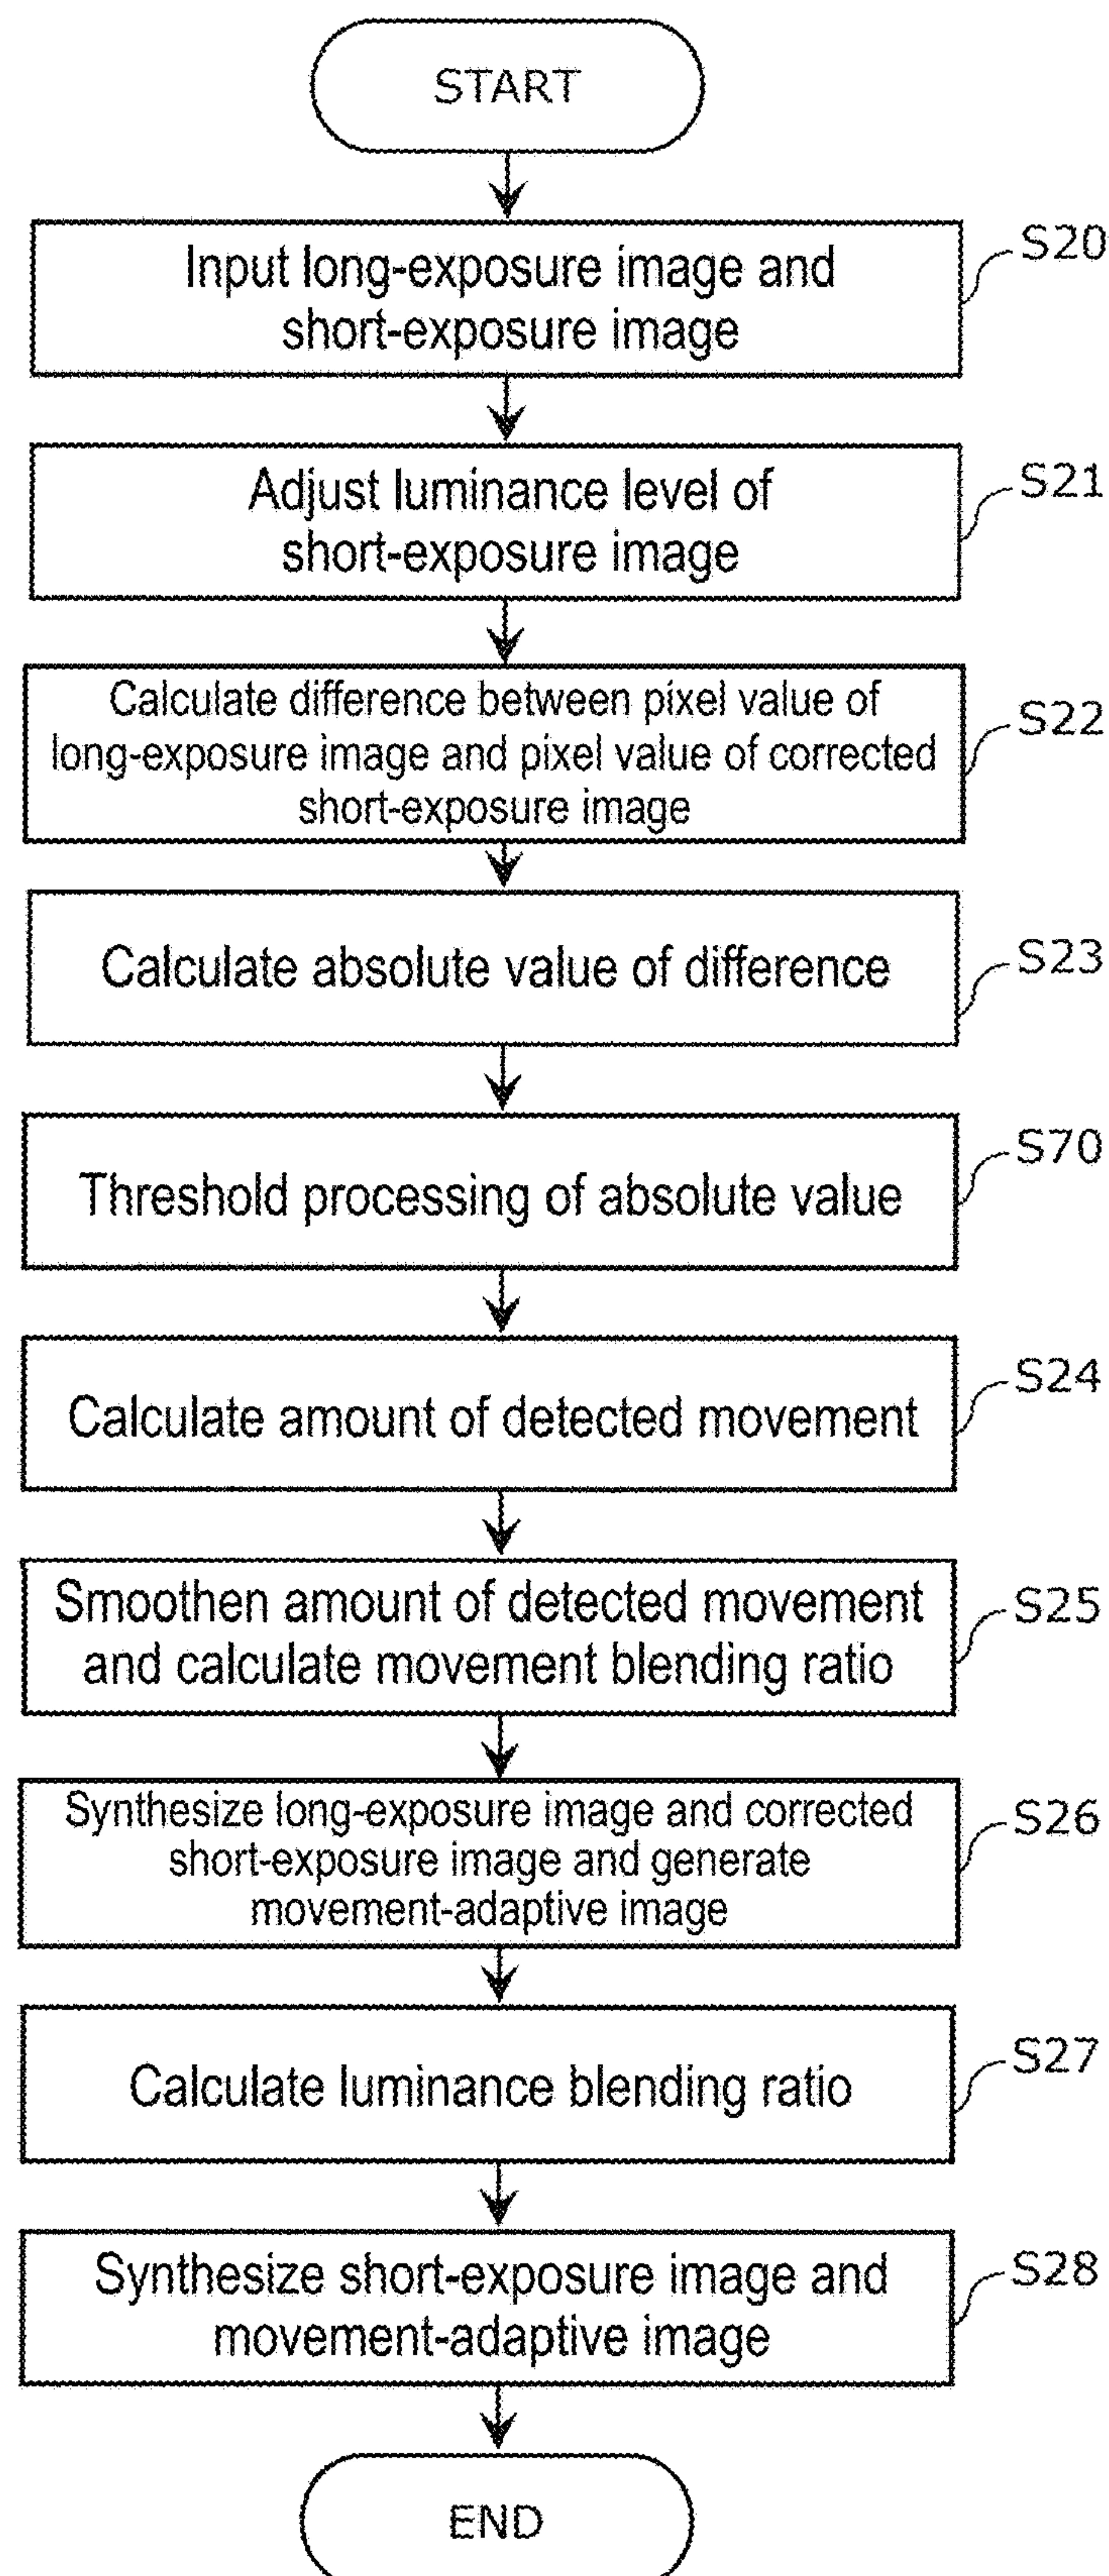 START
Input long-exposure image and
short-exposure image
S20
Adjust luminance level of
short-exposure image
S21
Calculate difference between pixel value of
long-exposure image and pixel value of corrected
short-exposure image
S22
Calculate absolute value of difference
S23
Threshold processing of absolute value
S70
Calculate amount of detected movement
S24
Smoothen amount of detected movement
and calculate movement blending ratio
S25
Synthesize long-exposure image and corrected
short-exposure image and generate
movement-adaptive image
S26
Calculate luminance blending ratio
S27
Synthesize short-exposure image and
movement-adaptive image
S28
END